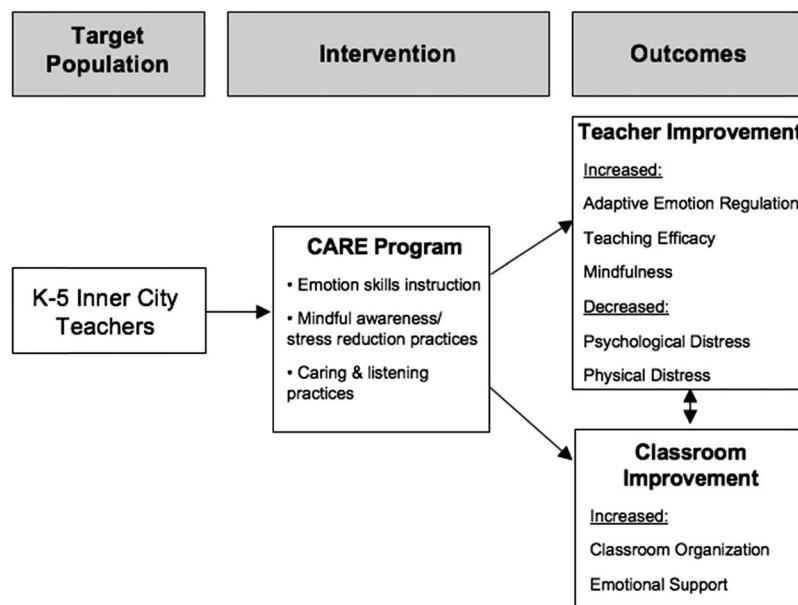 Target
Population
Intervention
Outcomes
K-5 Inner City
Teachers
CARE Program
• Emotion skills instruction
• Mindful awareness/
stress reduction practices
• Caring & listening
practices
Teacher Improvement
Increased:
Adaptive Emotion Regulation
Teaching Efficacy
Mindfulness
Decreased:
Psychological Distress
Physical Distress
Classroom
Improvement
Increased:
Classroom Organization
Emotional Support